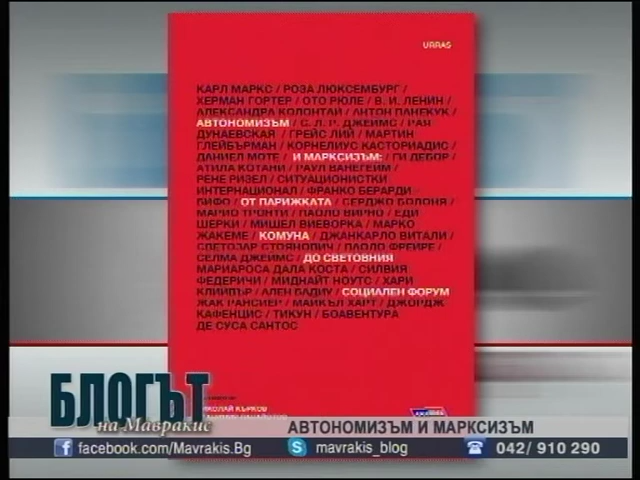 URRAS
КАРЛ МАРКС / РОЗА ЛЮКСЕМБУРГ /
ХЕРМАН ГОРТЕР / ОТО РЮЛЕ / В. И. ЛЕНИН /
АЛЕКСАНДРА КОЛОНТАЙ / АНТОН ПАНЕКУК /
АВТОНОМИЗЪМ / С. Л. Р. ДЖЕЙМС / РАЯ
ДУНАЕВСКАЯ / ГРЕЙС ЛИЙ / МАРТИН
ГЛЕЙБЪРМАН / КОРНЕЛИУС КАСТОРИАДИС /
ДАНИЕЛ МОТЕ / И МАРКСИЗЪМ: / ГИ ДЕБОР /
АТИЛА КОТАНИ / РАУЛ ВАНЕГЕЙМ /
РЕНЕ РИЗЕЛ / СИТУАЦИОНИСТКИ
ИНТЕРНАЦИОНАЛ / ФРАНКО БЕРАРДИ -
БИФО / ОТ ПАРИЖКАТА / СЕРДЖО БОЛОНЯ /
МАРИО ТРОНТИ / ПАОЛО ВИРНО / ЕДИ
ШЕРКИ / МИШЕЛ ВИЕВОРКА / МАРКО
ЖАКЕМЕ / КОМУНА / ДЖАНКАРЛО ВИТАЛИ /
СВЕТОЗАР СТОЯНОВИЧ / ПАОЛО ФРЕЙРЕ /
СЕЛМА ДЖЕЙМС / ДО СВЕТОВНИЯ
МАРИАРОСА ДАЛА КОСТА / СИЛВИЯ
ФЕДЕРИЧИ / МИДНАЙТ НОУТС / ХАРИ
КЛИЙВЪР / АЛЕН БАДИУ / СОЦИАЛЕН ФОРУМ
ЖАК РАНСИЕР / МАЙКЪЛ ХАРТ / ДЖОРДЖ
КАФЕНЦИС / ТИКУН / БОАВЕНТУРА
ДЕ СУСА САНТОС
НИКОЛАЙ КЪРКОВ
БЛОГЪТ
на Мавракис
АВТОНОМИЗЪМ И МАРКСИЗЪМ
facebook.com/Mavrakis.Bg
mavrakis_blog
042/ 910 290